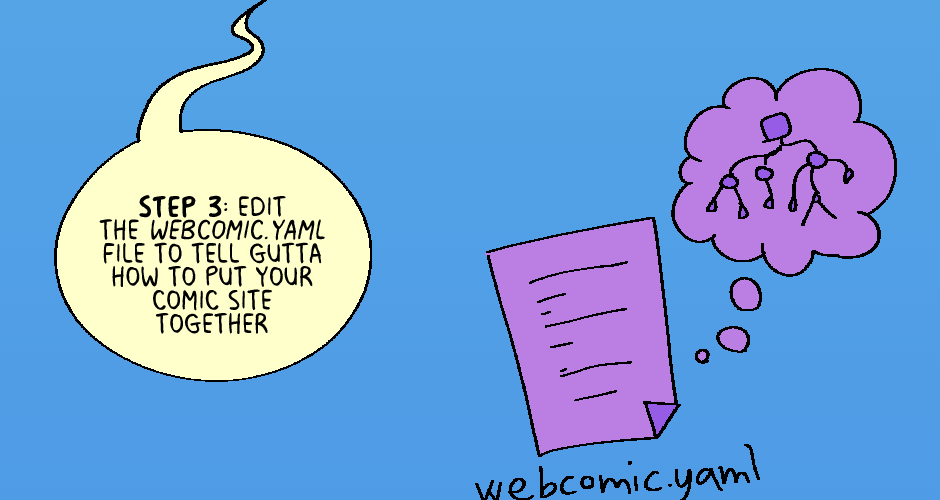 STEP 3: EDIT
THE WEBCOMIC.YAML
FILE TO TELL GUTTA
HOW TO PUT YOUR
COMIC SITE
TOGETHER
webcomic.yaml